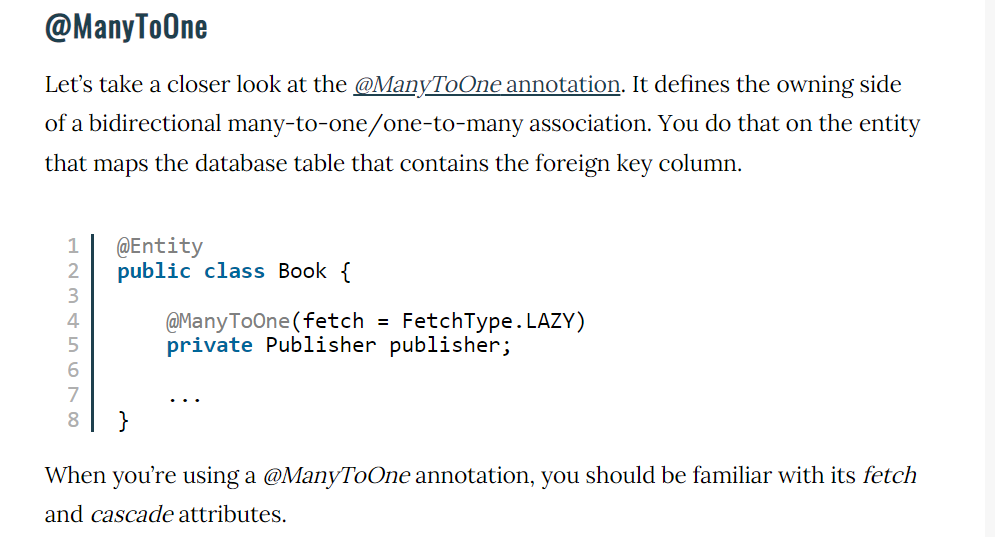 @ManyToOne
Let's take a closer look at the @ManyToOne annotation. It defines the owning side
of a bidirectional many-to-one/one-to-many association. You do that on the entity
that maps the database table that contains the foreign key column.
1 @Entity
2 public class Book {
3
4 @ManyToOne(fetch = FetchType.LAZY)
5 private Publisher publisher;
6
7 ...
8 }
When you're using a @ManyToOne annotation, you should be familiar with its fetch
and cascade attributes.